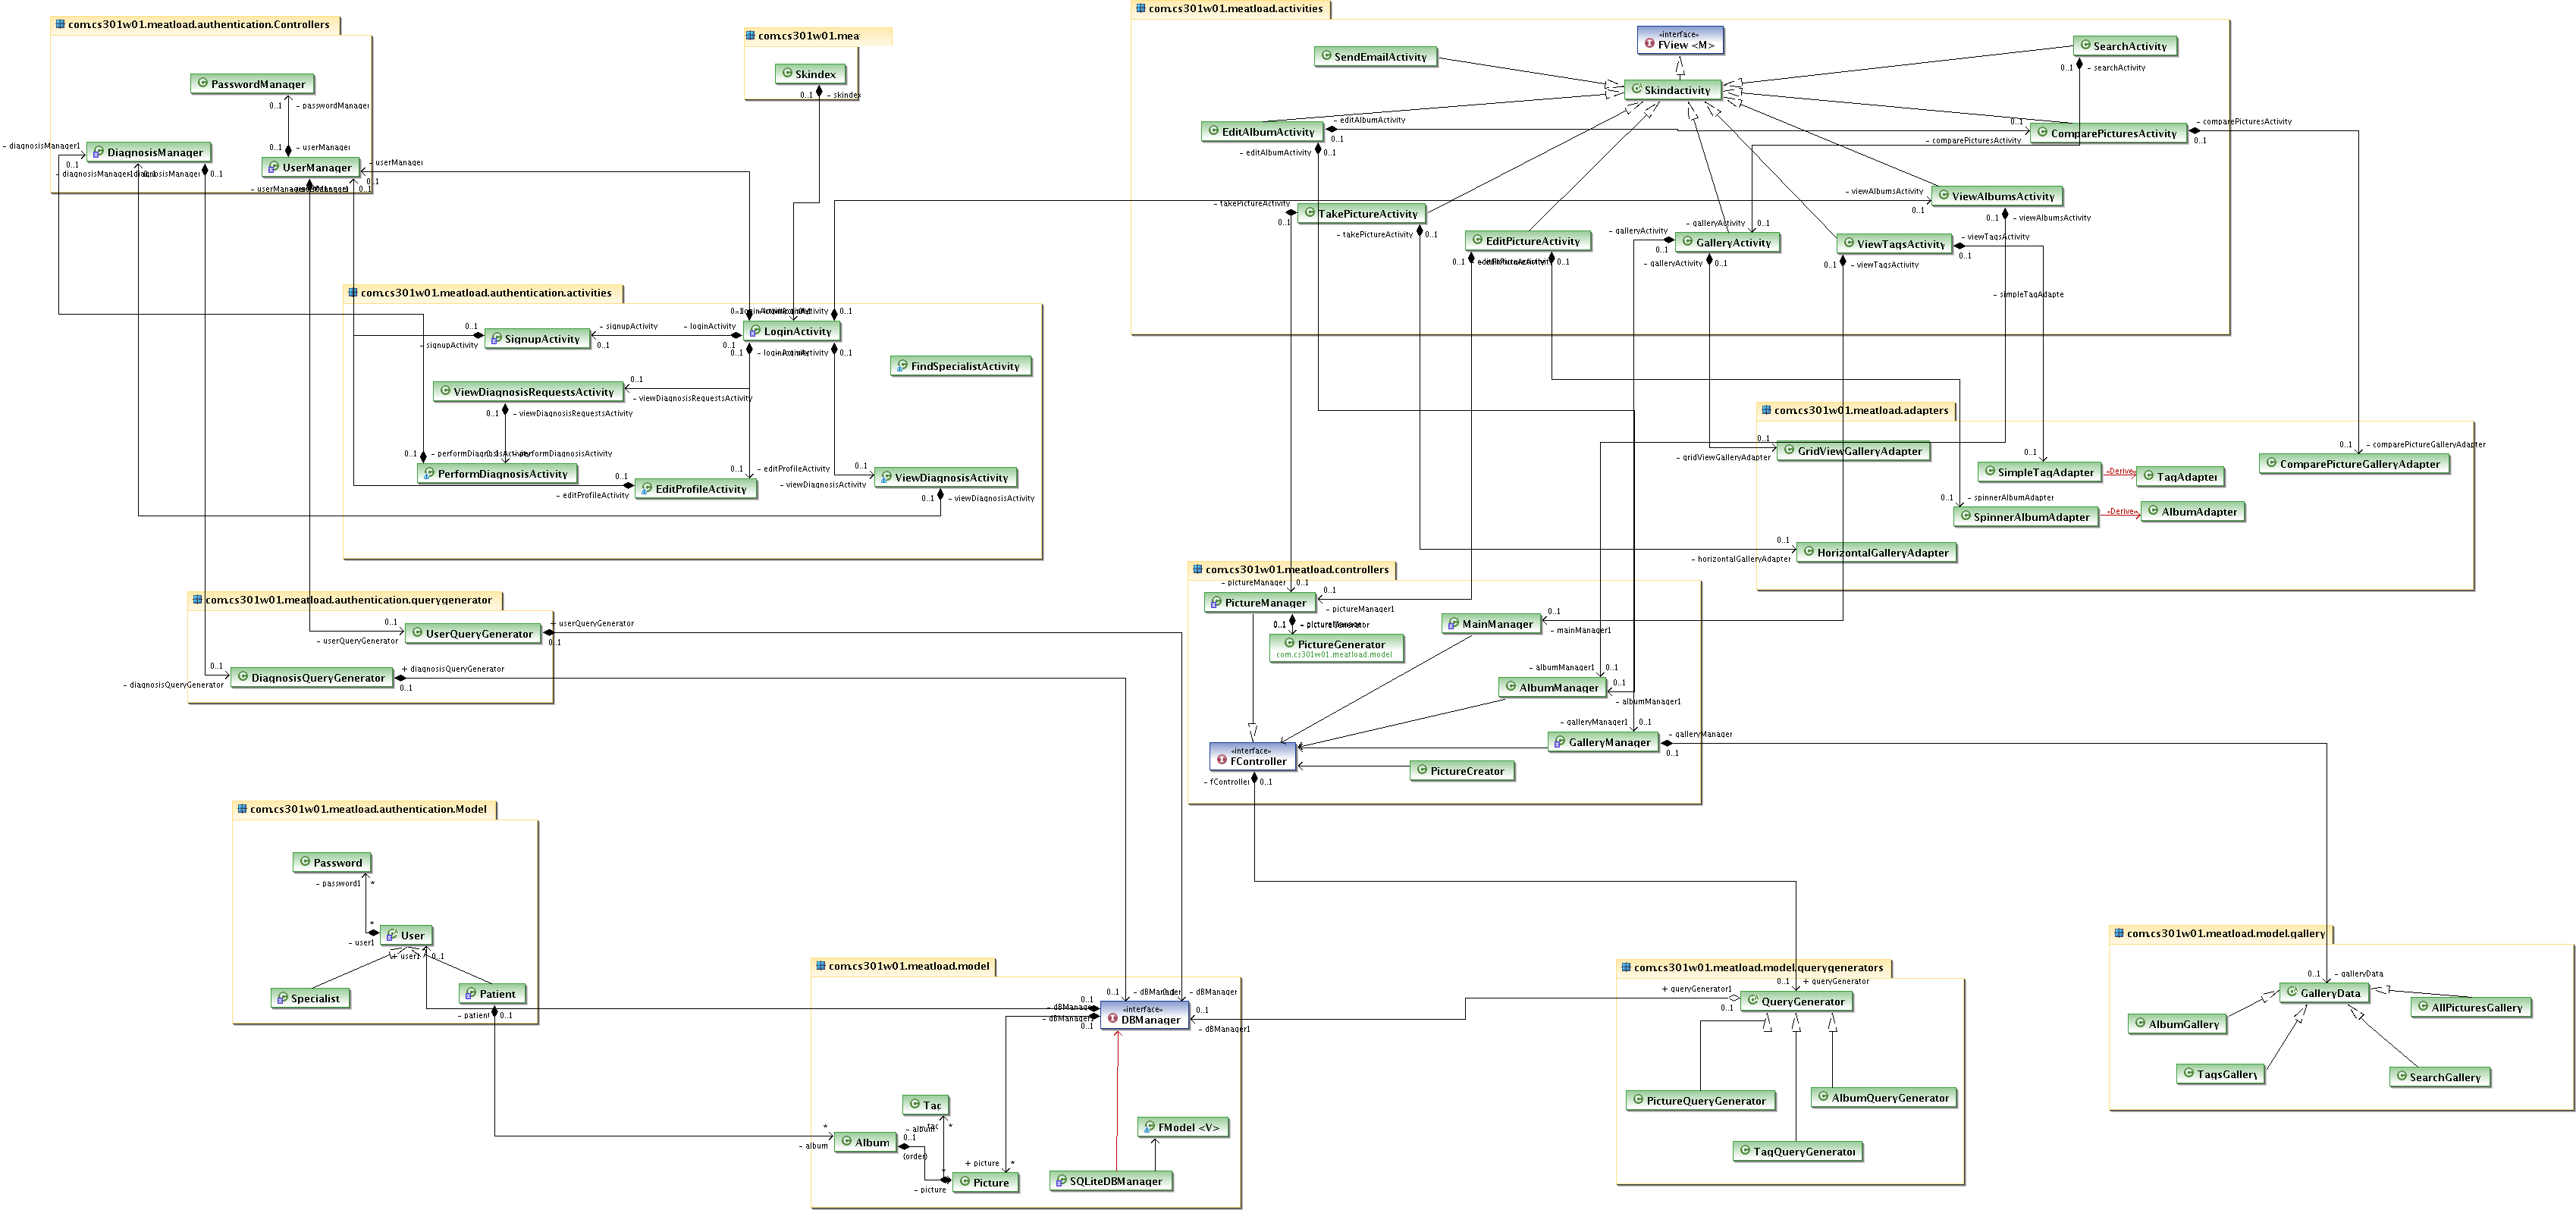 com.cs301w01.meatload.authentication.Controllers
PasswordManager
0..1
- passwordManager
- userManager
0..1
- diagnosisManager1
0..1
DiagnosisManager
UserManager
- userManager
0..1
0..1
0..1
com.cs301w01.mea
Skindex
0..1
- skindex
com.cs301w01.meatload.activities
SendEmailActivity
«interface»
FView <M>
SearchActivity
0..1
- searchActivity
Skindactivity
EditAlbumActivity
- editAlbumActivity
0..1
- editAlbumActivity
0..1
0..1
- comparePicturesActivity
ComparePicturesActivity
- comparePicturesActivity
0..1
- viewAlbumsActivity
0..1
ViewAlbumsActivity
0..1
- viewAlbumsActivity
- takePictureActivity
0..1
TakePictureActivity
- takePictureActivity
0..1
EditPictureActivity
0..1
0..1
- galleryActivity
0..1
- galleryActivity
0..1
GalleryActivity
- galleryActivity
0..1
ViewTagsActivity
- viewTagsActivity
0..1
0..1
- viewTagsActivity
- simpleTagAdapte
com.cs301w01.meatload.authentication.activities
0..1
- signupActivity
SignupActivity
- signupActivity
0..1
- loginActivity
0..1
0..1
LoginActivity
0..1
0..1
0..1
FindSpecialistActivity
ViewDiagnosisRequestsActivity
0..1
- viewDiagnosisRequestsActivity
0..1
- viewDiagnosisRequestsActivity
0..1
- performDiagnosisActivity
PerformDiagnosisActivity
0..1
- editProfileActivity
EditProfileActivity
0..1
- editProfileActivity
0..1
- viewDiagnosisActivity
ViewDiagnosisActivity
0..1
- viewDiagnosisActivity
com.cs301w01.meatload.adapters
0..1
- gridViewGalleryAdapter
GridViewGalleryAdapter
0..1
SimpleTagAdapter
«Derive»
TagAdapter
0..1
- comparePictureGalleryAdapter
ComparePictureGalleryAdapter
0..1
- spinnerAlbumAdapter
SpinnerAlbumAdapter
«Derive»
AlbumAdapter
0..1
- horizontalGalleryAdapter
HorizontalGalleryAdapter
com.cs301w01.meatload.authentication.querygenerator
0..1
- userQueryGenerator
UserQueryGenerator
+ userQueryGenerator
0..1
0..1
- diagnosisQueryGenerator
DiagnosisQueryGenerator
+ diagnosisQueryGenerator
0..1
com.cs301w01.meatload.controllers
- pictureManager
0..1
PictureManager
0..1
- pictureManager1
0..1
PictureGenerator
com.cs301w01.meatload.model
MainManager
0..1
- mainManager1
- albumManager1
0..1
AlbumManager
0..1
- albumManager1
- galleryManager1
0..1
GalleryManager
- galleryManager
0..1
«interface»
FController
- fController
0..1
PictureCreator
com.cs301w01.meatload.authentication.Model
Password
- password1
*
*
- user1
User
+ user1
0..1
Specialist
Patient
- patient
0..1
com.cs301w01.meatload.model
0..1
- dBManager
0..1
- dBManager
0..1
- dBManager
- dBManager1
0..1
«interface»
DBManager
0..1
- dBManager1
Tag
*
- album
0..1
{order}
*
- album
Album
- picture
+ picture
*
Picture
FModel <V>
SQLiteDBManager
com.cs301w01.meatload.model.querygenerators
0..1
+ queryGenerator
+ queryGenerator1
0..1
QueryGenerator
PictureQueryGenerator
AlbumQueryGenerator
TagQueryGenerator
com.cs301w01.meatload.model.gallery
0..1
- galleryData
GalleryData
AlbumGallery
AllPicturesGallery
TagsGallery
SearchGallery